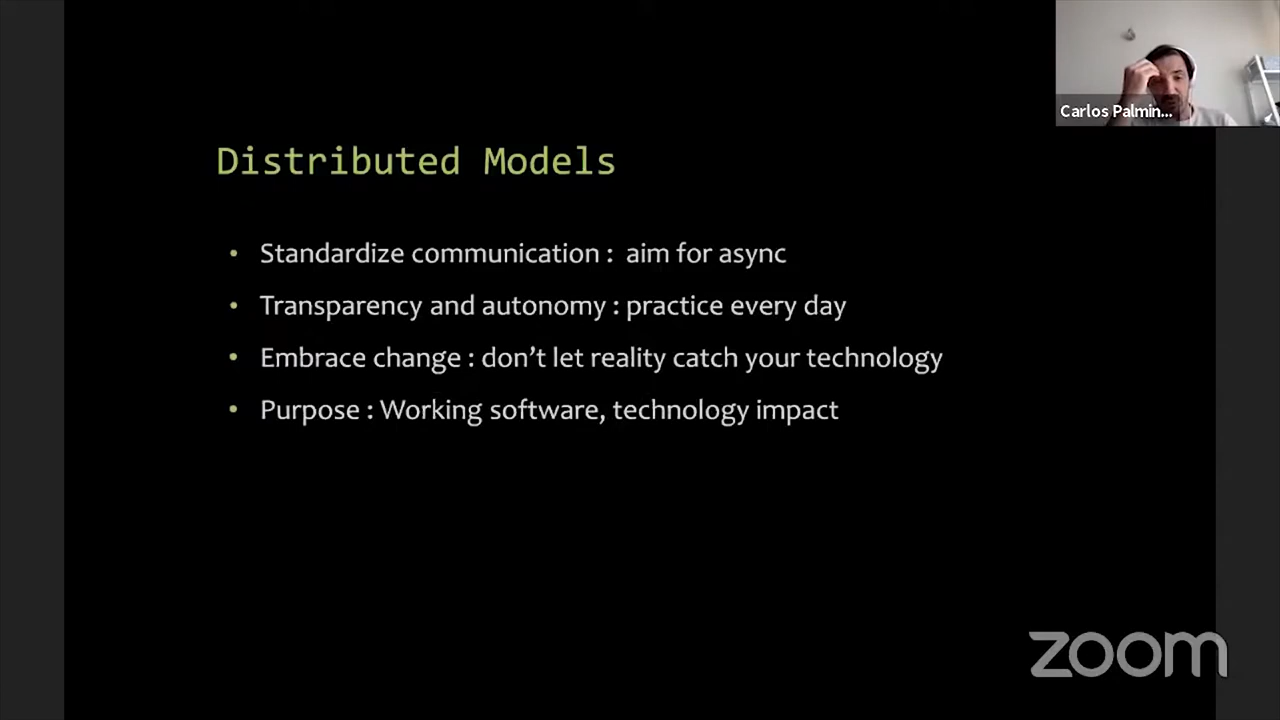 Carlos Palmin...
Distributed Models
• Standardize communication : aim for async
• Transparency and autonomy : practice every day
• Embrace change : don’t let reality catch your technology
• Purpose : Working software, technology impact
zoom